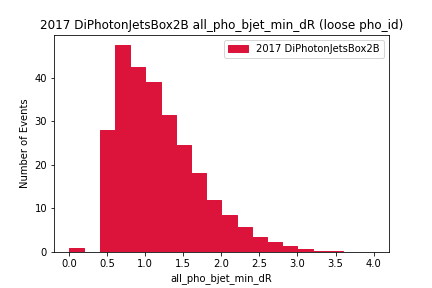 2017 DiPhotonJetsBox2B all_pho_bjet_min_dR (loose pho_id)
2017 DiPhotonJetsBox2B
Number of Events
40
30
20
10
0
0.0 0.5 1.0 1.5 2.0 2.5 3.0 3.5 4.0
all_pho_bjet_min_dR